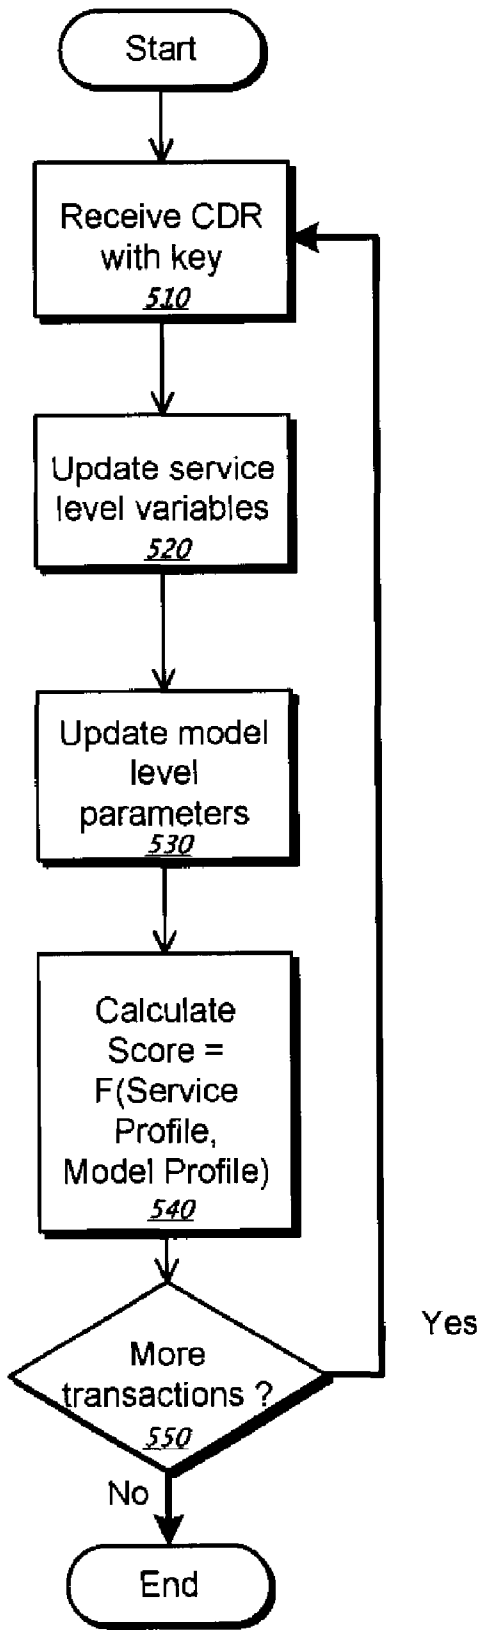 Start
Receive CDR
with key
510
Update service
level variables
520
Update model
level
parameters
530
Calculate
Score =
F(Service
Profile,
Model Profile)
540
More
transactions ?
550
Yes
No
End